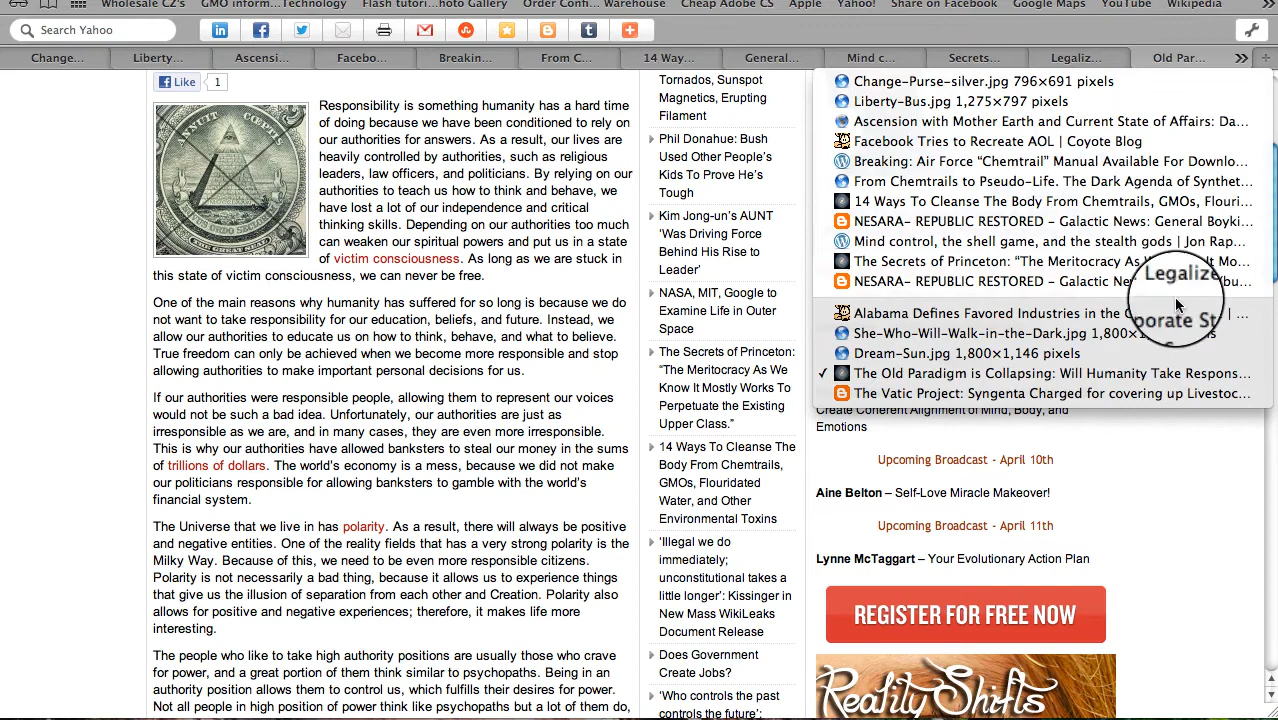 Wholesale CZ's
GMO inform...Technology
Flash tutori...hoto Gallery
Order Conf... Warehouse
Cheap Adobe CS
Apple
Yahoo!
Share on Facebook
Google Maps
YouTube
Wikipedia
Search Yahoo
Change...
Liberty...
Ascensi...
Facebo...
Breakin...
From C...
14 Way...
General...
Mind c...
Secrets...
Legaliz...
Old Par...
Like
1
ANNUIT COEPTIS
Responsibility is something humanity has a hard time
of doing because we have been conditioned to rely on
our authorities for answers. As a result, our lives are
heavily controlled by authorities, such as religious
leaders, law officers, and politicians. By relying on our
authorities to teach us how to think and behave, we
have lost a lot of our independence and critical
thinking skills. Depending on our authorities too much
can weaken our spiritual powers and put us in a state
of victim consciousness. As long as we are stuck in
this state of victim consciousness, we can never be free.
One of the main reasons why humanity has suffered for so long is because we do
not want to take responsibility for our education, beliefs, and future. Instead, we
allow our authorities to educate us on how to think, behave, and what to believe.
True freedom can only be achieved when we become more responsible and stop
allowing authorities to make important personal decisions for us.
If our authorities were responsible people, allowing them to represent our voices
would not be such a bad idea. Unfortunately, our authorities are just as
irresponsible as we are, and in many cases, they are even more irresponsible.
This is why our authorities have allowed banksters to steal our money in the sums
of trillions of dollars. The world's economy is a mess, because we did not make
our politicians responsible for allowing banksters to gamble with the world's
financial system.
The Universe that we live in has polarity. As a result, there will always be positive
and negative entities. One of the reality fields that has a very strong polarity is the
Milky Way. Because of this, we need to be even more responsible citizens.
Polarity is not necessarily a bad thing, because it allows us to experience things
that give us the illusion of separation from each other and Creation. Polarity also
allows for positive and negative experiences; therefore, it makes life more
interesting.
The people who like to take high authority positions are usually those who crave
for power, and a great portion of them think similar to psychopaths. Being in an
authority position allows them to control us, which fulfills their desires for power.
Not all people in high position of power think like psychopaths but a lot of them do,
Tornados, Sunspot
Magnetics, Erupting
Filament
Phil Donahue: Bush
Used Other People's
Kids To Prove He's
Tough
Kim Jong-un's AUNT
'Was Driving Force
Behind His Rise to
Leader'
NASA, MIT, Google to
Examine Life in Outer
Space
The Secrets of Princeton:
“The Meritocracy As We
Know It Mostly Works To
Perpetuate the Existing
Upper Class.”
14 Ways To Cleanse The
Body From Chemtrails,
GMOs, Flouridated
Water, and Other
Environmental Toxins
'Illegal we do
immediately;
unconstitutional takes a
little longer': Kissinger in
New Mass WikiLeaks
Document Release
Does Government
Create Jobs?
'Who controls the past
controls the future';
Change-Purse-silver.jpg 796×691 pixels
Liberty-Bus.jpg 1,275×797 pixels
Ascension with Mother Earth and Current State of Affairs: Da...
Facebook Tries to Recreate AOL | Coyote Blog
Breaking: Air Force “Chemtrail” Manual Available For Downlo...
From Chemtrails to Pseudo-Life. The Dark Agenda of Synthet...
14 Ways To Cleanse The Body From Chemtrails, GMOs, Flouri...
NESARA- REPUBLIC RESTORED – Galactic News: General Boyki...
Mind control, the shell game, and the stealth gods | Jon Rap...
The Secrets of Princeton: “The Meritocracy As It Mo...
NESARA- REPUBLIC RESTORED – Galactic Ne
Legalize
porate St
Alabama Defines Favored Industries in the | ...
She-Who-Will-Walk-in-the-Dark.jpg 1,800×1
Dream-Sun.jpg 1,800×1,146 pixels
✓ The Old Paradigm is Collapsing: Will Humanity Take Respons...
The Vatic Project: Syngenta Charged for covering up Livestoc...
Create Coherent Alignment of Mind, Body, and
Emotions
Upcoming Broadcast - April 10th
Aine Belton – Self-Love Miracle Makeover!
Upcoming Broadcast - April 11th
Lynne McTaggart – Your Evolutionary Action Plan
REGISTER FOR FREE NOW
Reality Shifts